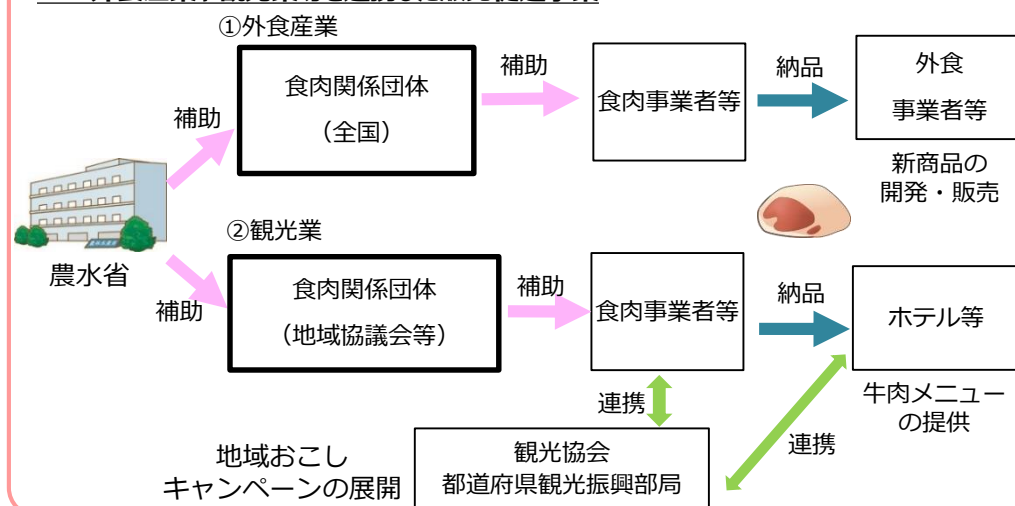 ①外食産業
補助
食肉関係団体
（全国）
補助
食肉事業者等
納品
外食
事業者等
新商品の
開発・販売
農水省
②観光業
補助
食肉関係団体
（地域協議会等）
補助
食肉事業者等
納品
ホテル等
牛肉メニュー
の提供
連携
連携
地域おこし
キャンペーンの展開
観光協会
都道府県観光振興部局